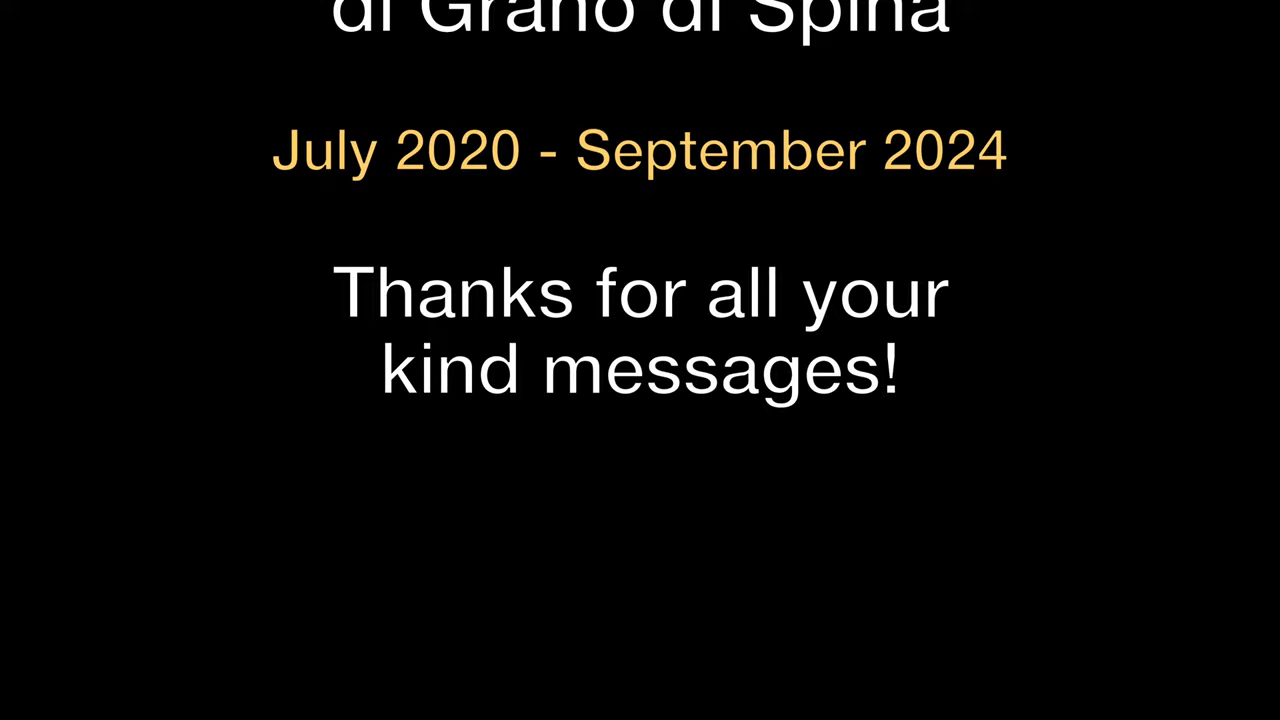 di Grano di Spina
July 2020 - September 2024
Thanks for all your
kind messages!